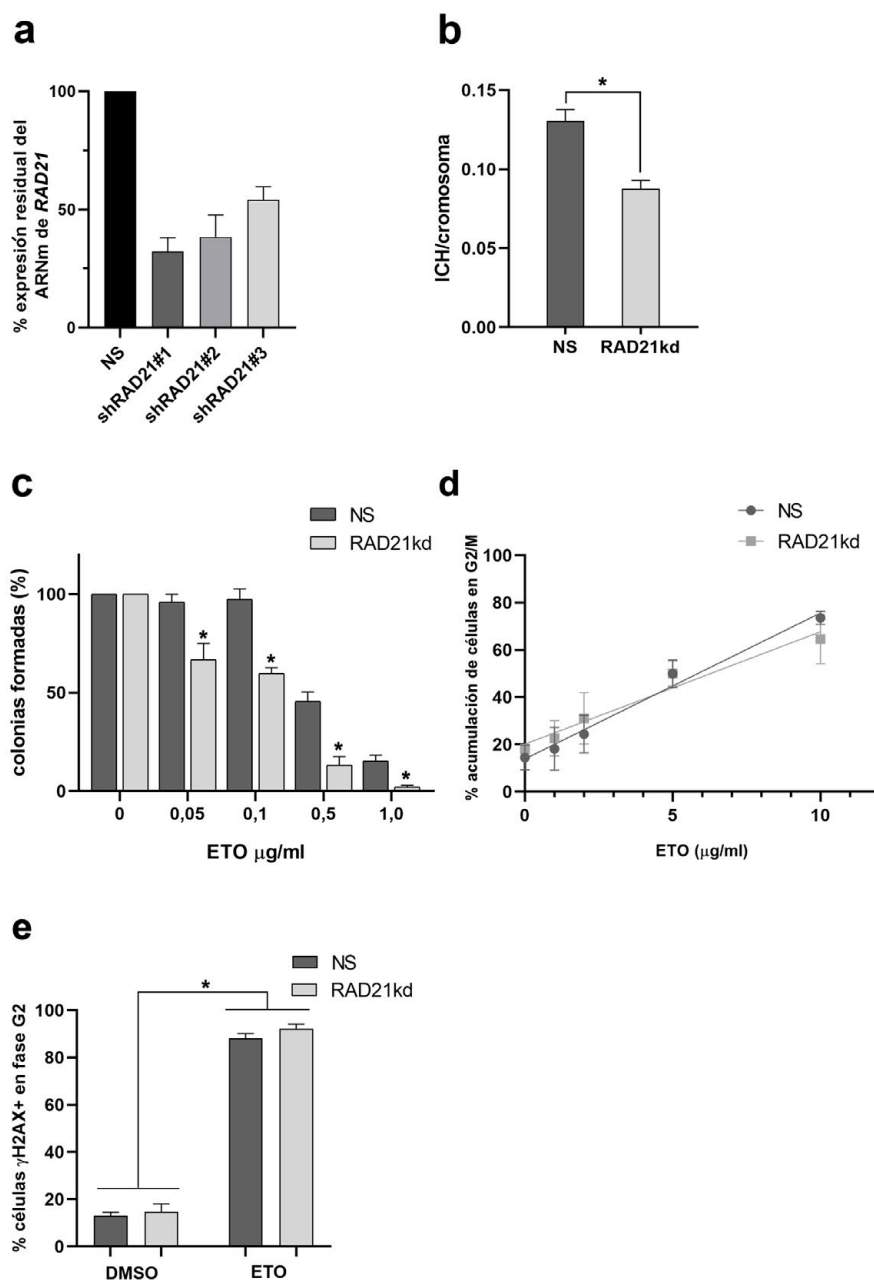 a
% expresión residual del
ARNm de RAD21
100
50
0
NS
shRAD21#1
shRAD21#2
shRAD21#3
b
ICH/cromosoma
0.15
0.10
0.05
0.00
*
NS
RAD21kd
c
NS
RAD21kd
colonias formadas (%)
100
50
0
*
*
*
*
0
0,05
0,1
0,5
1,0
ETO μg/ml
d
NS
RAD21kd
% acumulación de células en G2/M
100
80
60
40
20
0
0
5
10
ETO (μg/ml)
e
NS
RAD21kd
% células γH2AX+ en fase G2
100
80
60
40
20
0
*
DMSO
ETO